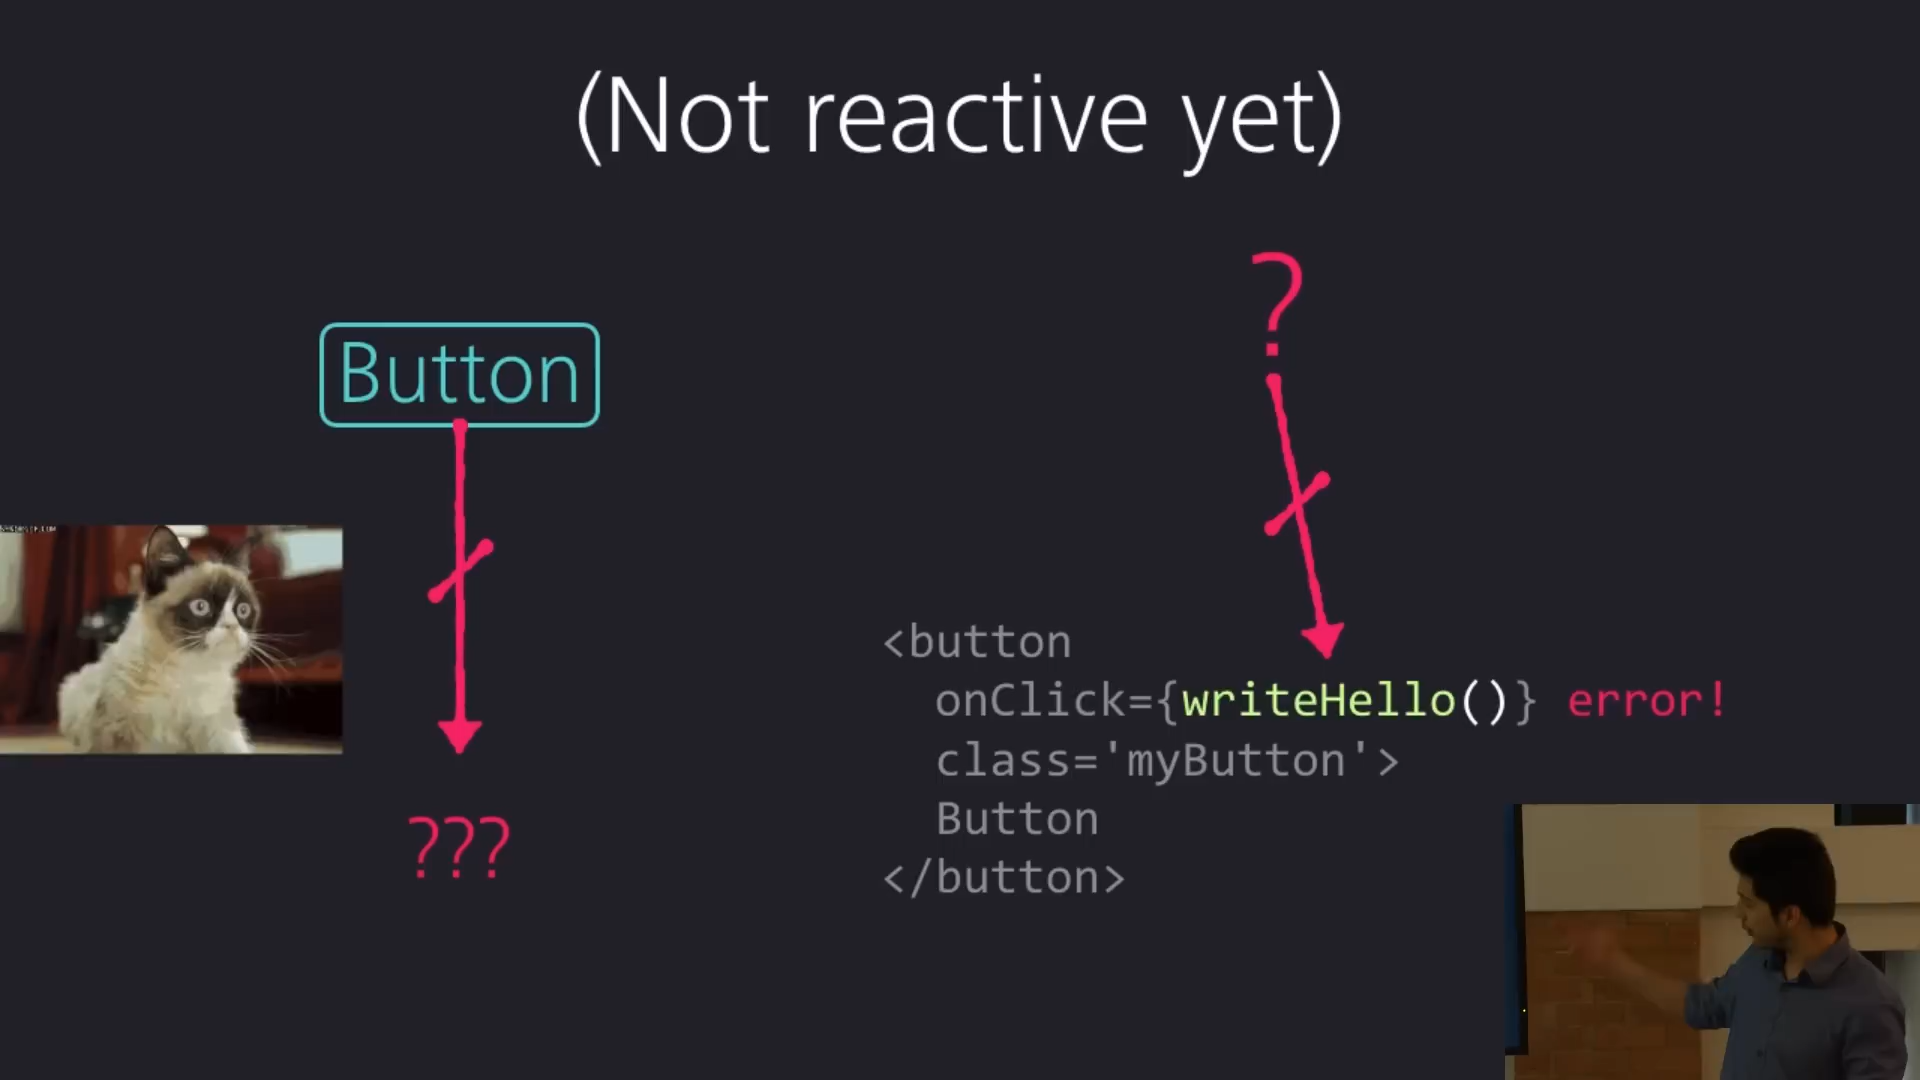 (Not reactive yet)
?
Button
<button
onClick={writeHello()} error!
class='myButton'>
Button
</button>
???